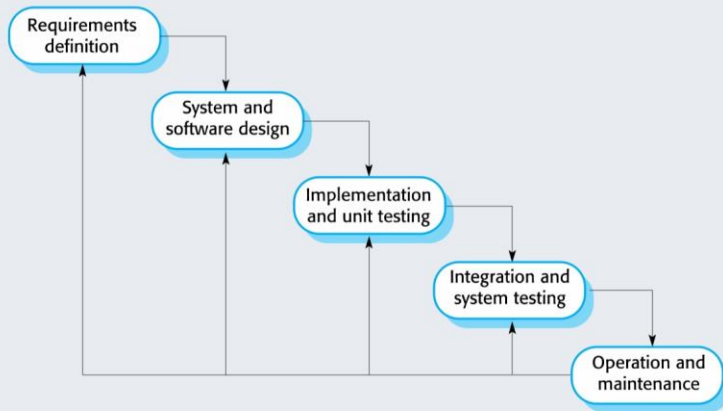 Requirements
definition
System and
software design
Implementation
and unit testing
Integration and
system testing
Operation and
maintenance